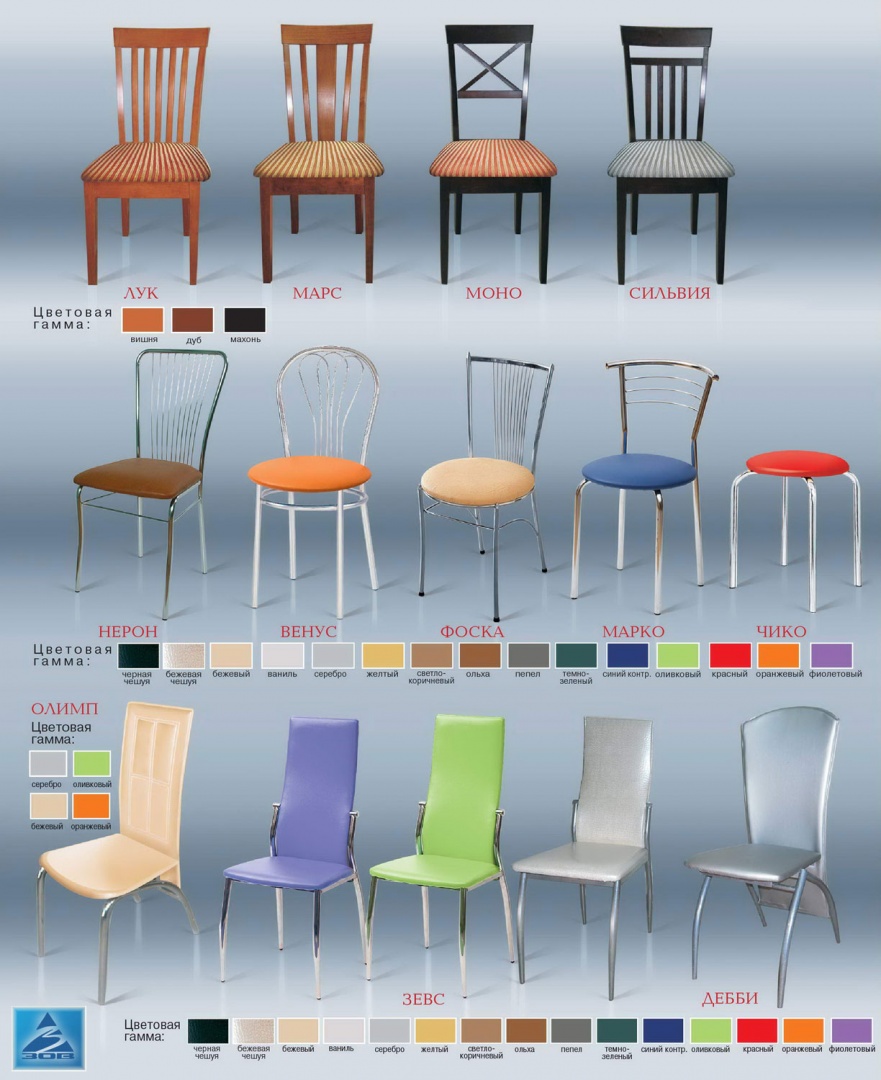 ЛУК МАРС МОНО СИЛЬВИЯ
Цветовая
гамма:
вишня дуб махонь
НЕРОН ВЕНУС ФОСКА МАРКО ЧИКО
Цветовая
гамма:
черная чешуя бежевая чешуя бежевый ваниль серебро желтый светло-коричневый ольха пепел темно-зеленый синий контр. оливковый красный оранжевый фиолетовый
ОЛИМП
Цветовая
гамма:
серебро оливковый
бежевый оранжевый
ЗЕВС ДЕББИ
Цветовая
гамма:
черная чешуя бежевая чешуя бежевый ваниль серебро желтый светло-коричневый ольха пепел темно-зеленый синий контр. оливковый красный оранжевый фиолетовый
ЗОВ